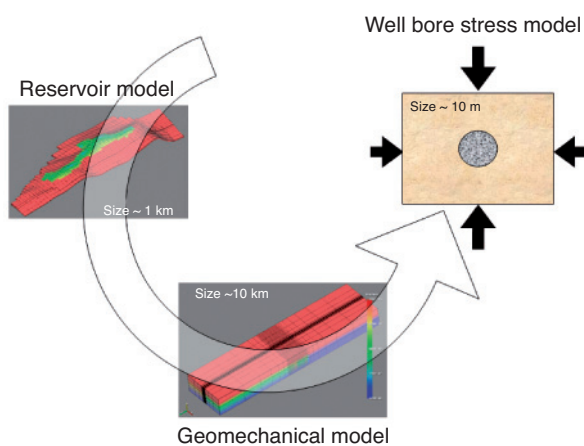 Well bore stress model
Reservoir model
Size ~ 10 m
Size ~ 1 km
Size ~10 km
Geomechanical model